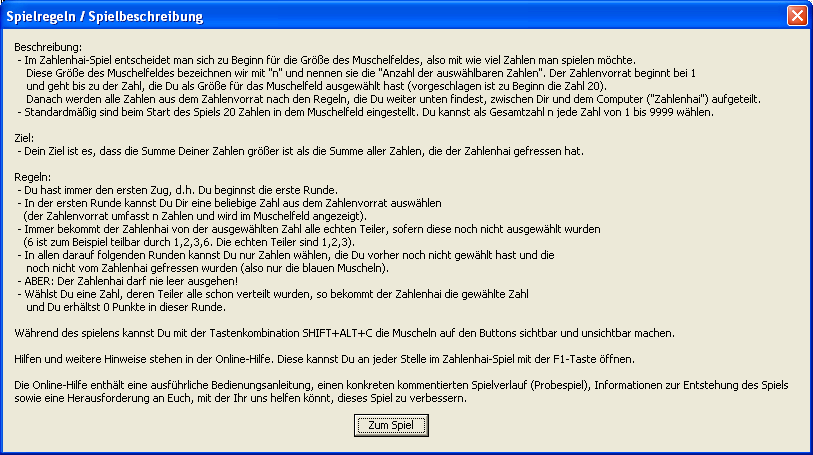 Spielregeln / Spielbeschreibung
Beschreibung:
- Im Zahlenhai-Spiel entscheidet man sich zu Beginn für die Größe des Muschelfeldes, also mit wie viel Zahlen man spielen möchte.
Diese Größe des Muschelfeldes bezeichnen wir mit "n" und nennen sie die "Anzahl der auswählbaren Zahlen". Der Zahlenvorrat beginnt bei 1
und geht bis zu der Zahl, die Du als Größe für das Muschelfeld ausgewählt hast (vorgeschlagen ist zu Beginn die Zahl 20).
Danach werden alle Zahlen aus dem Zahlenvorrat nach den Regeln, die Du weiter unten findest, zwischen Dir und dem Computer ("Zahlenhai") aufgeteilt.
- Standardmäßig sind beim Start des Spiels 20 Zahlen in dem Muschelfeld eingestellt. Du kannst als Gesamtzahl n jede Zahl von 1 bis 9999 wählen.
Ziel:
- Dein Ziel ist es, dass die Summe Deiner Zahlen größer ist als die Summe aller Zahlen, die der Zahlenhai gefressen hat.
Regeln:
- Du hast immer den ersten Zug, d.h. Du beginnst die erste Runde.
- In der ersten Runde kannst Du Dir eine beliebige Zahl aus dem Zahlenvorrat auswählen
(der Zahlenvorrat umfasst n Zahlen und wird im Muschelfeld angezeigt).
- Immer bekommt der Zahlenhai von der ausgewählten Zahl alle echten Teiler, sofern diese noch nicht ausgewählt wurden
(6 ist zum Beispiel teilbar durch 1,2,3,6. Die echten Teiler sind 1,2,3).
- In allen darauf folgenden Runden kannst Du nur Zahlen wählen, die Du vorher noch nicht gewählt hast und die
noch nicht vom Zahlenhai gefressen wurden (also nur die blauen Muscheln).
- ABER: Der Zahlenhai darf nie leer ausgehen!
- Wählst Du eine Zahl, deren Teiler alle schon verteilt wurden, so bekommt der Zahlenhai die gewählte Zahl
und Du erhältst 0 Punkte in dieser Runde.
Während des spielens kannst Du mit der Tastenkombination SHIFT+ALT+C die Muscheln auf den Buttons sichtbar und unsichtbar machen.
Hilfen und weitere Hinweise stehen in der Online-Hilfe. Diese kannst Du an jeder Stelle im Zahlenhai-Spiel mit der F1-Taste öffnen.
Die Online-Hilfe enthält eine ausführliche Bedienungsanleitung, einen konkreten kommentierten Spielverlauf (Probespiel), Informationen zur Entstehung des Spiels
sowie eine Herausforderung an Euch, mit der Ihr uns helfen könnt, dieses Spiel zu verbessern.
Zum Spiel